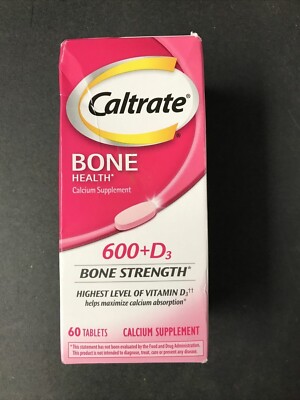 Caltrate®
BONE
HEALTH*
Calcium Supplement
600+D3
BONE STRENGTH*
HIGHEST LEVEL OF VITAMIN D3††
helps maximize calcium absorption*
60 TABLETS CALCIUM SUPPLEMENT
*This statement has not been evaluated by the Food and Drug Administration.
This product is not intended to diagnose, treat, cure or prevent any disease.